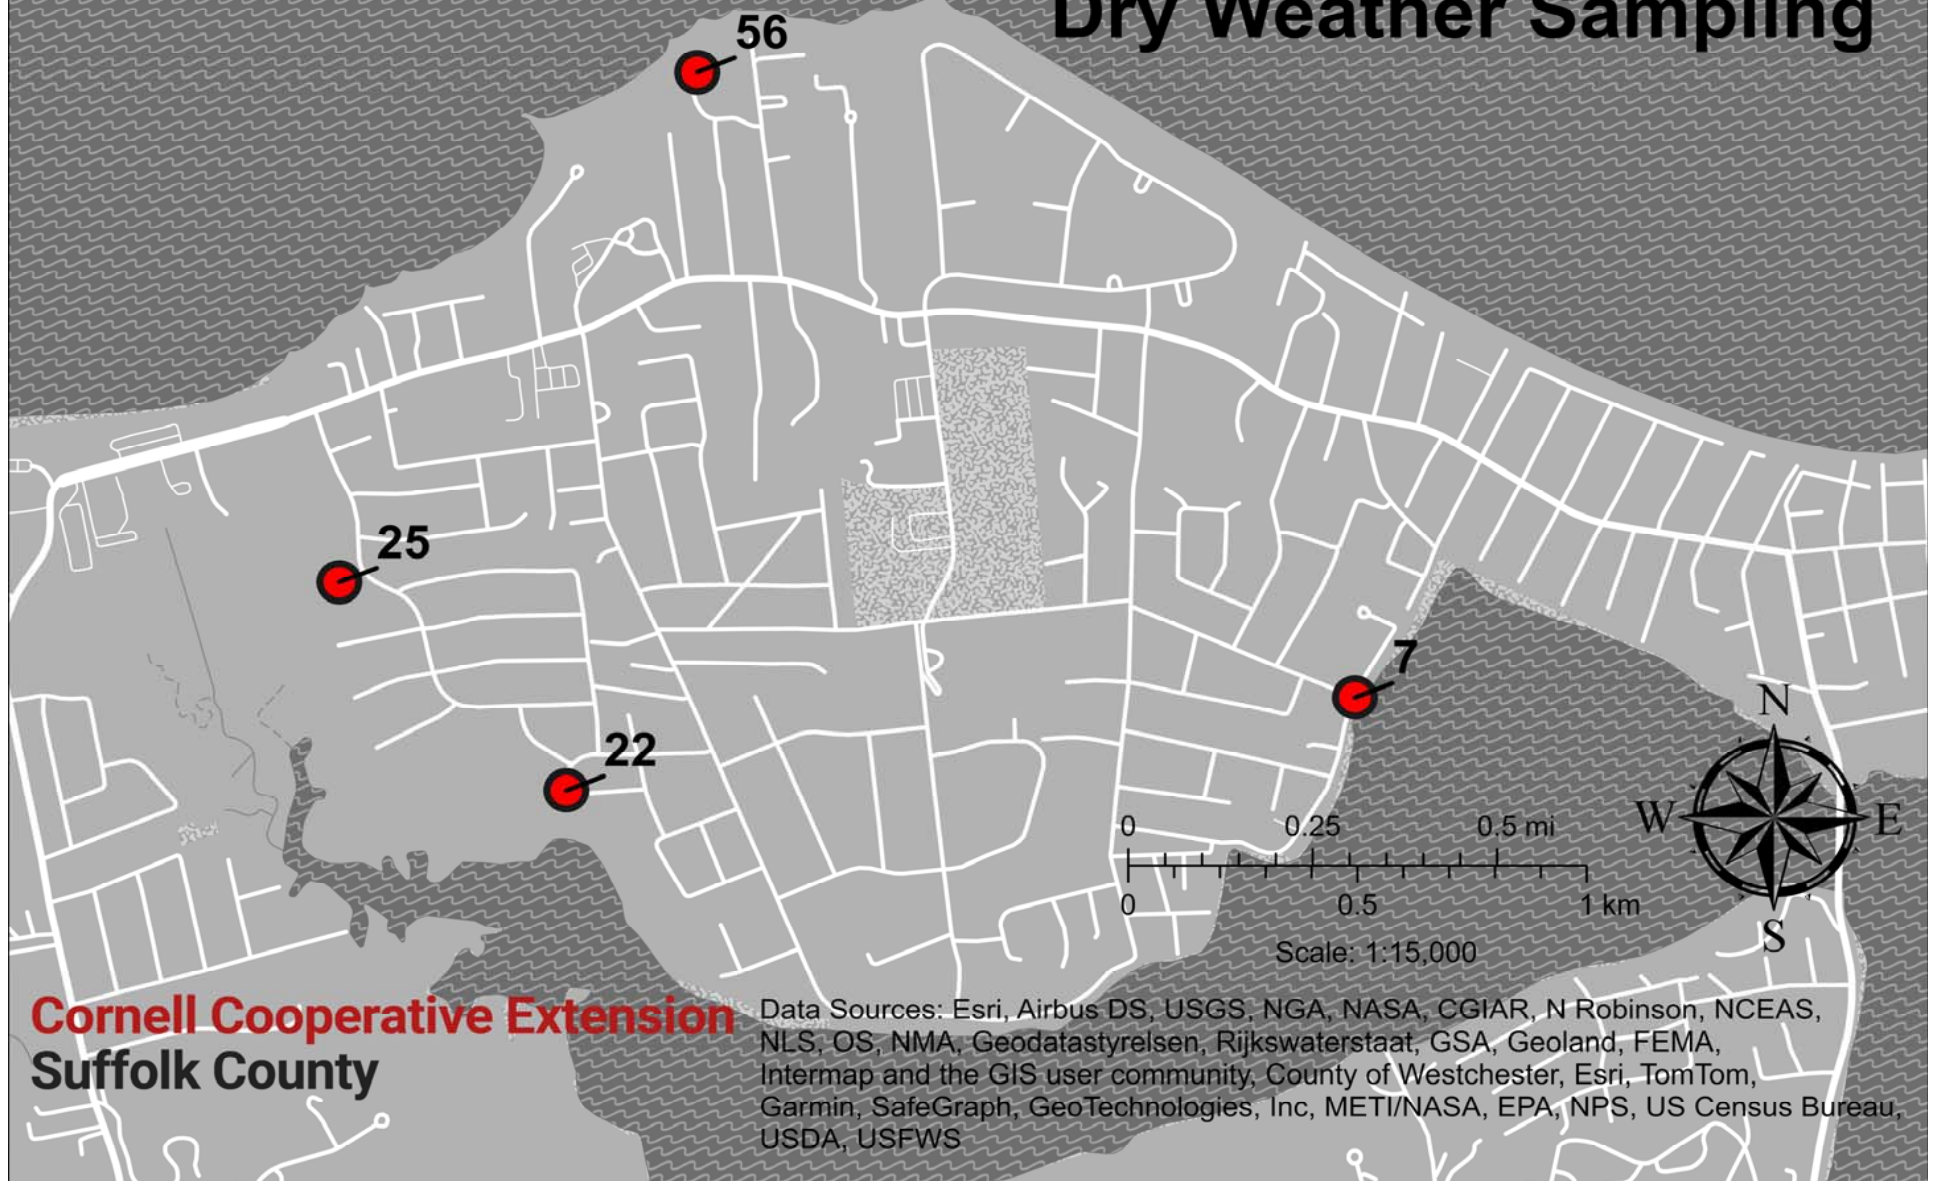 Dry Weather Sampling
56
25
7
22
N
W E
S
0 0.25 0.5 mi
0 0.5 1 km
Scale: 1:15,000
Cornell Cooperative Extension
Suffolk County
Data Sources: Esri, Airbus DS, USGS, NGA, NASA, CGIAR, N Robinson, NCEAS,
NLS, OS, NMA, Geodatastyrelsen, Rijkswaterstaat, GSA, Geoland, FEMA,
Intermap and the GIS user community, County of Westchester, Esri, TomTom,
Garmin, SafeGraph, GeoTechnologies, Inc, METI/NASA, EPA, NPS, US Census Bureau,
USDA, USFWS